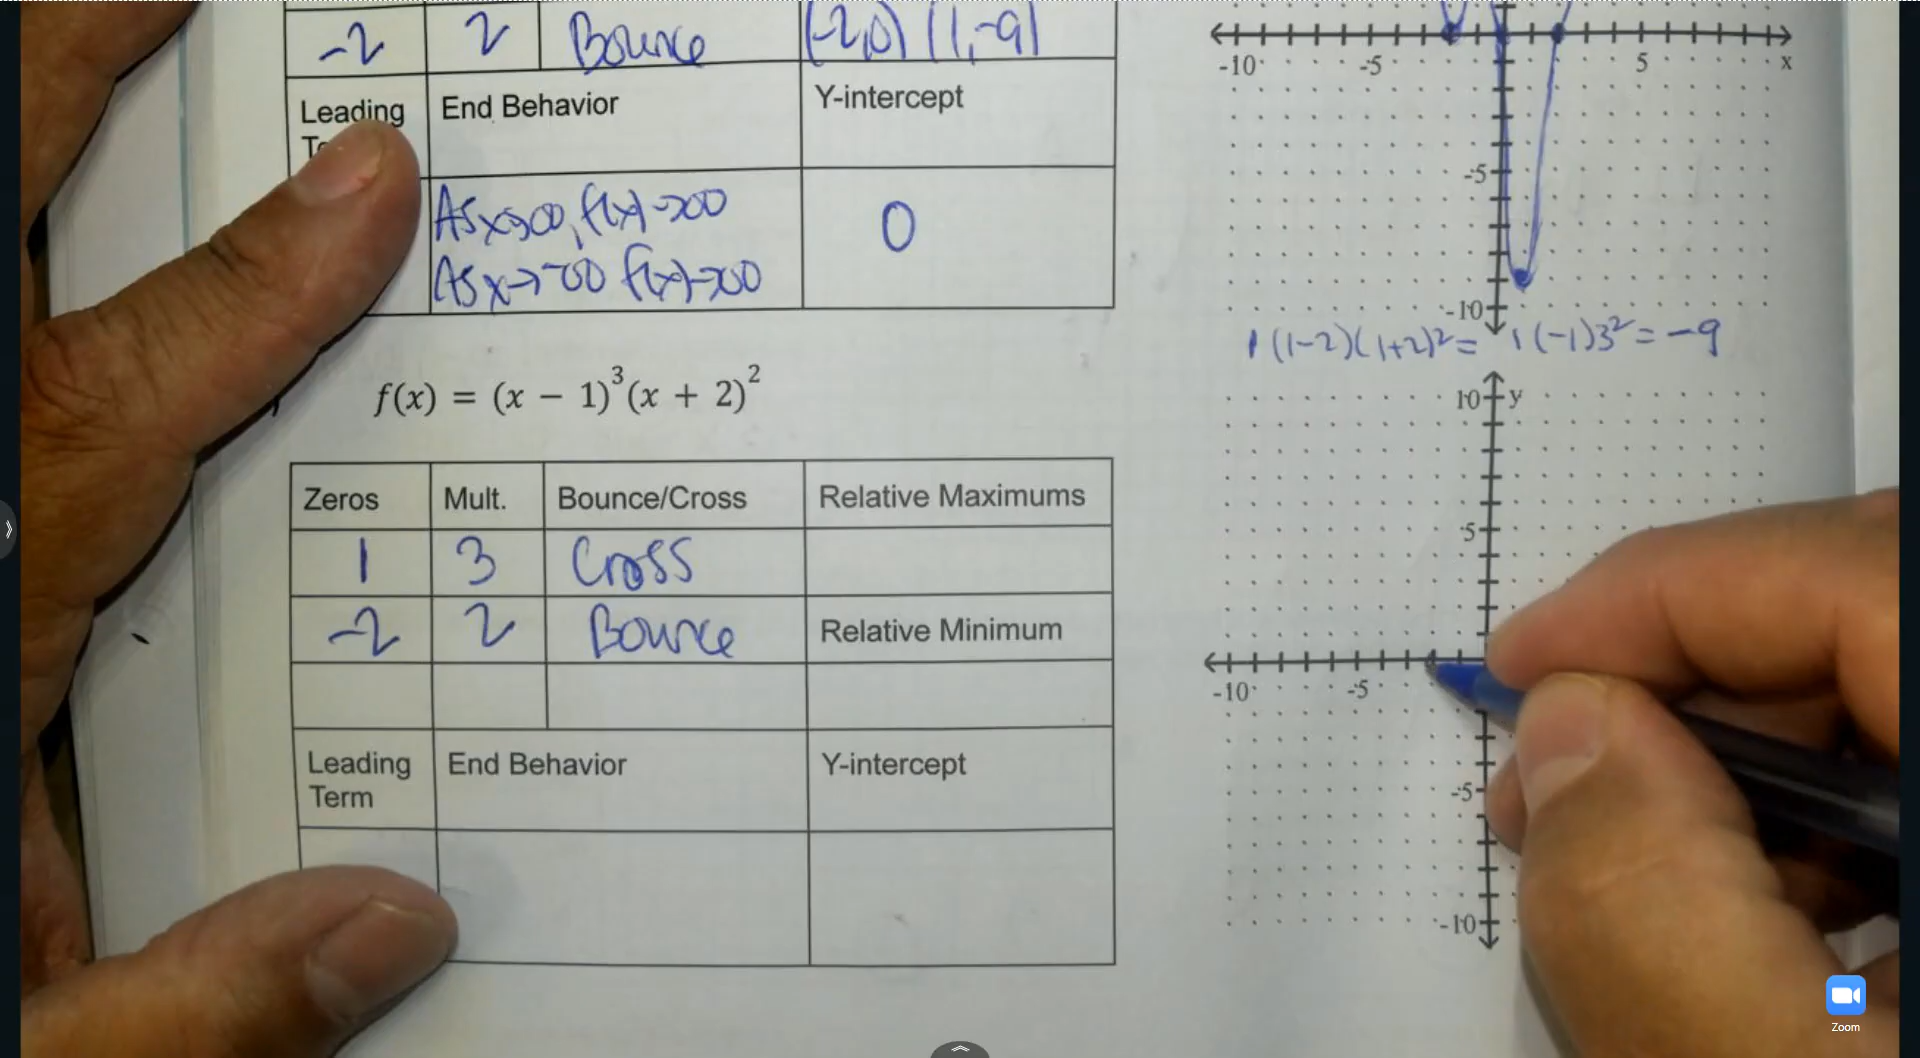 -2 2 Bounce (-2,0) (1,-9)
-10 -5 5 x
Leading End Behavior Y-intercept
-5
As x→∞, f(x)→∞ 0
As x→-∞ f(x)→∞
-10
1(1-2)(1+2)² = 1(-1)3² = -9
f(x) = (x − 1)³(x + 2)²
10 y
Zeros Mult. Bounce/Cross Relative Maximums
5
1 3 Cross
-2 2 Bounce Relative Minimum
-10 -5
Leading End Behavior Y-intercept
Term
-5
-10
Zoom